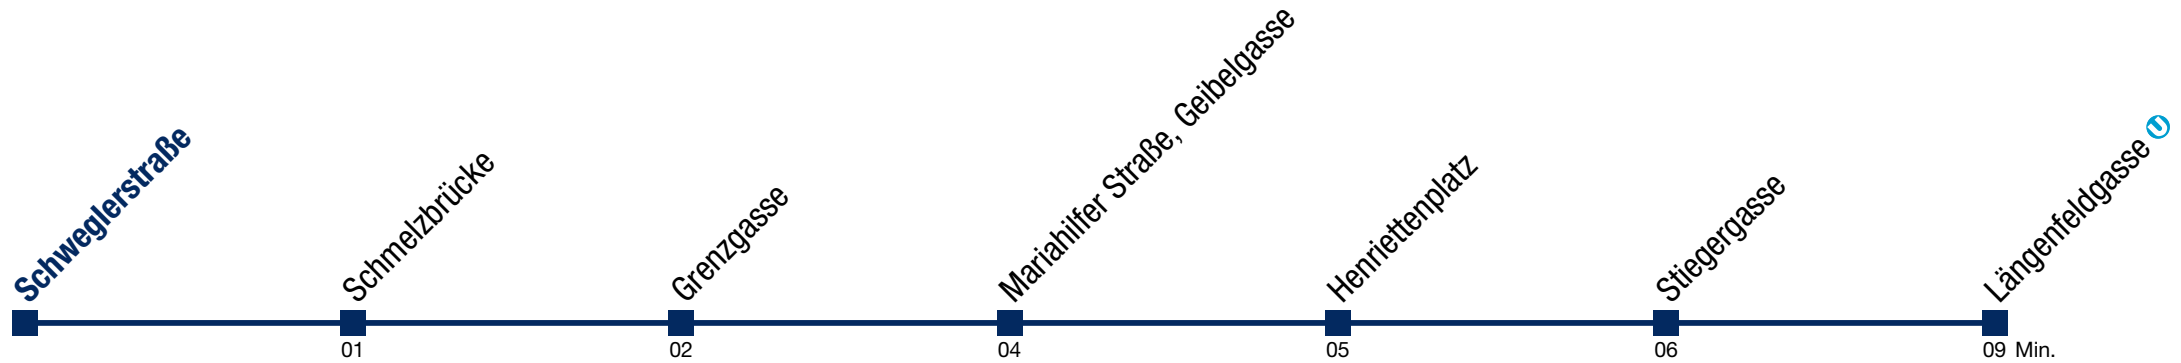 Schweglerstraße
Schmelzbrücke
Grenzgasse
Mariahilfer Straße, Geibelgasse
Henriettenplatz
Stiegergasse
Längenfeldgasse U
01
02
04
05
06
09 Min.